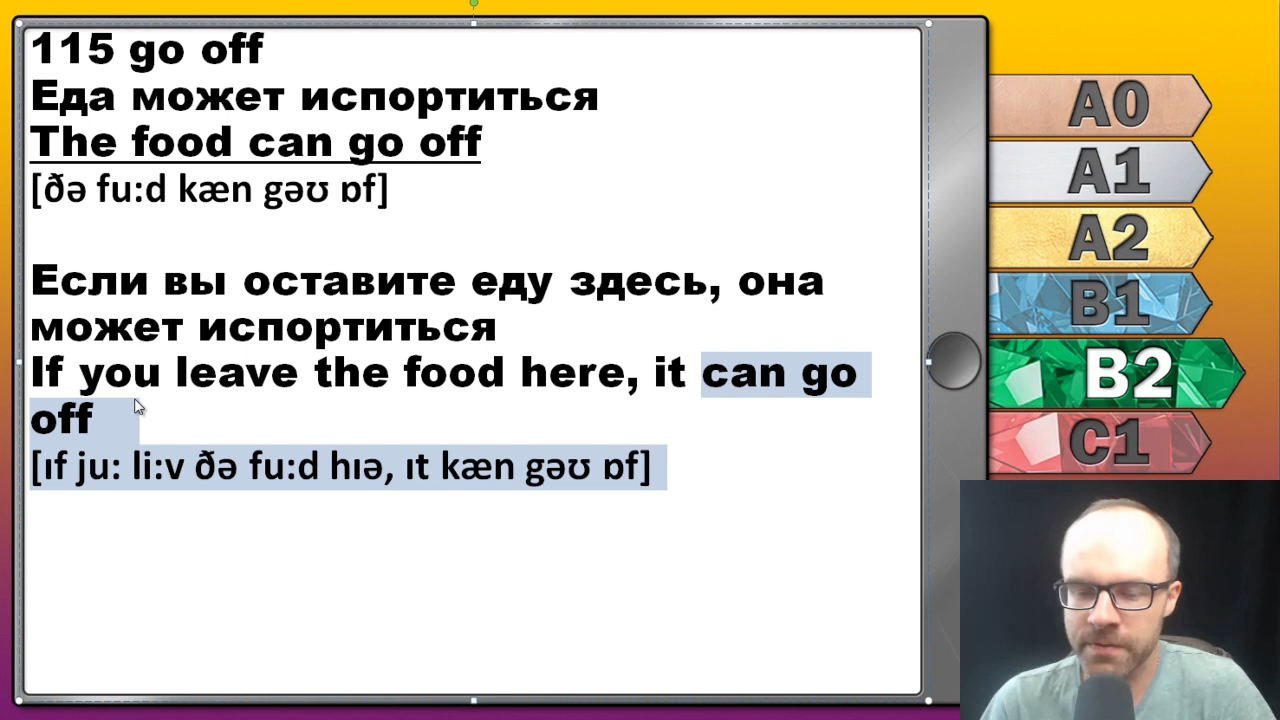 115 go off
Еда может испортиться
The food can go off
[ðə fu:d kæn gəʊ ɒf]
Если вы оставите еду здесь, она
может испортиться
If you leave the food here, it can go
off
[ɪf ju: li:v ðə fu:d hɪə, ɪt kæn gəʊ ɒf]
A0
A1
A2
B1
B2
C1